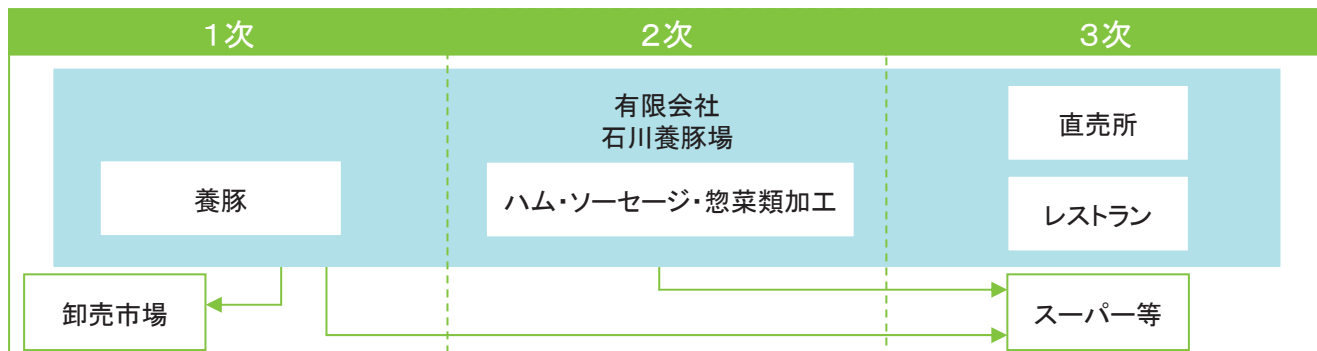 1次
2次
3次
有限会社
石川養豚場
養豚
ハム・ソーセージ・惣菜類加工
直売所
レストラン
卸売市場
スーパー等